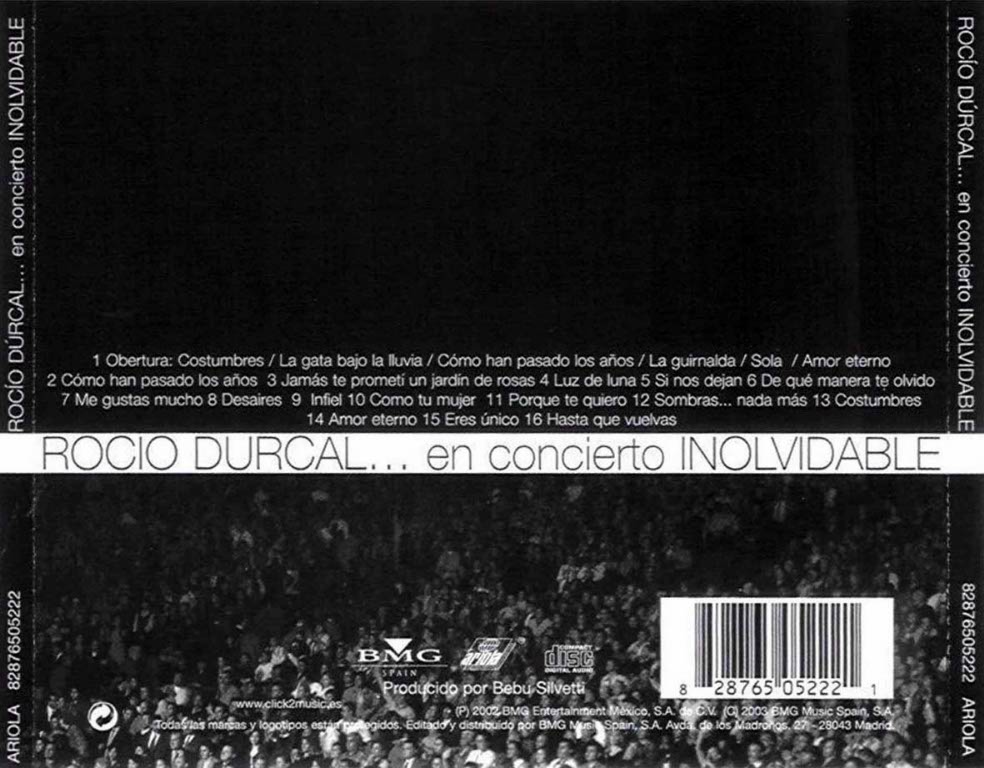 ROCÍO DÚRCAL... en concierto INOLVIDABLE
ROCÍO DÚRCAL... en concierto INOLVIDABLE
1 Obertura: Costumbres / La gata bajo la lluvia / Cómo han pasado los años / La guirnalda / Sola / Amor eterno
2 Cómo han pasado los años 3 Jamás te prometí un jardín de rosas 4 Luz de luna 5 Si nos dejan 6 De qué manera te olvido
7 Me gustas mucho 8 Desaires 9 Infiel 10 Como tu mujer 11 Porque te quiero 12 Sombras... nada más 13 Costumbres
14 Amor eterno 15 Eres único 16 Hasta que vuelvas
ROCIO DURCAL... en concierto INOLVIDABLE
ARIOLA 82876505222
82876505222 ARIOLA
BMG
SPAIN
ariola
COMPACT
disc
DIGITAL AUDIO
Producido por Bebu Silvetti
8 28765 05222 1
www.click2music.es
(P) 2002 BMG Entertainment México, S.A. de C.V. (C) 2003 BMG Music Spain, S.A.
Todas las marcas y logotipos están protegidos. Editado y distribuido por BMG Music Spain, S.A. Avda. de los Madroños, 27 - 28043 Madrid.